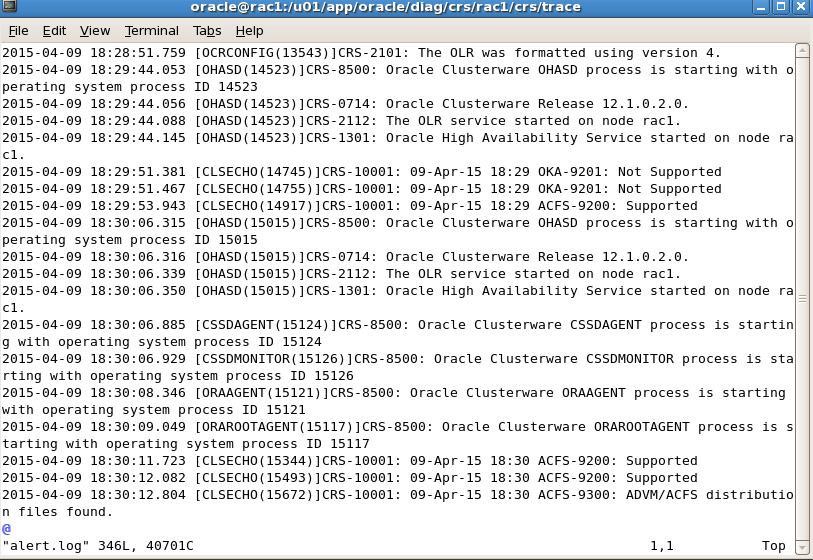 oracle@rac1:/u01/app/oracle/diag/crs/rac1/crs/trace
File Edit View Terminal Tabs Help
2015-04-09 18:28:51.759 [OCRCONFIG(13543)]CRS-2101: The OLR was formatted using version 4.
2015-04-09 18:29:44.053 [OHASD(14523)]CRS-8500: Oracle Clusterware OHASD process is starting with o
perating system process ID 14523
2015-04-09 18:29:44.056 [OHASD(14523)]CRS-0714: Oracle Clusterware Release 12.1.0.2.0.
2015-04-09 18:29:44.088 [OHASD(14523)]CRS-2112: The OLR service started on node rac1.
2015-04-09 18:29:44.145 [OHASD(14523)]CRS-1301: Oracle High Availability Service started on node ra
c1.
2015-04-09 18:29:51.381 [CLSECHO(14745)]CRS-10001: 09-Apr-15 18:29 OKA-9201: Not Supported
2015-04-09 18:29:51.467 [CLSECHO(14755)]CRS-10001: 09-Apr-15 18:29 OKA-9201: Not Supported
2015-04-09 18:29:53.943 [CLSECHO(14917)]CRS-10001: 09-Apr-15 18:29 ACFS-9200: Supported
2015-04-09 18:30:06.315 [OHASD(15015)]CRS-8500: Oracle Clusterware OHASD process is starting with o
perating system process ID 15015
2015-04-09 18:30:06.316 [OHASD(15015)]CRS-0714: Oracle Clusterware Release 12.1.0.2.0.
2015-04-09 18:30:06.339 [OHASD(15015)]CRS-2112: The OLR service started on node rac1.
2015-04-09 18:30:06.350 [OHASD(15015)]CRS-1301: Oracle High Availability Service started on node ra
c1.
2015-04-09 18:30:06.885 [CSSDAGENT(15124)]CRS-8500: Oracle Clusterware CSSDAGENT process is startin
g with operating system process ID 15124
2015-04-09 18:30:06.929 [CSSDMONITOR(15126)]CRS-8500: Oracle Clusterware CSSDMONITOR process is sta
rting with operating system process ID 15126
2015-04-09 18:30:08.346 [ORAAGENT(15121)]CRS-8500: Oracle Clusterware ORAAGENT process is starting
with operating system process ID 15121
2015-04-09 18:30:09.049 [ORAROOTAGENT(15117)]CRS-8500: Oracle Clusterware ORAROOTAGENT process is s
tarting with operating system process ID 15117
2015-04-09 18:30:11.723 [CLSECHO(15344)]CRS-10001: 09-Apr-15 18:30 ACFS-9200: Supported
2015-04-09 18:30:12.082 [CLSECHO(15493)]CRS-10001: 09-Apr-15 18:30 ACFS-9200: Supported
2015-04-09 18:30:12.804 [CLSECHO(15672)]CRS-10001: 09-Apr-15 18:30 ACFS-9300: ADVM/ACFS distributio
n files found.
@
"alert.log" 346L, 40701C 1,1 Top